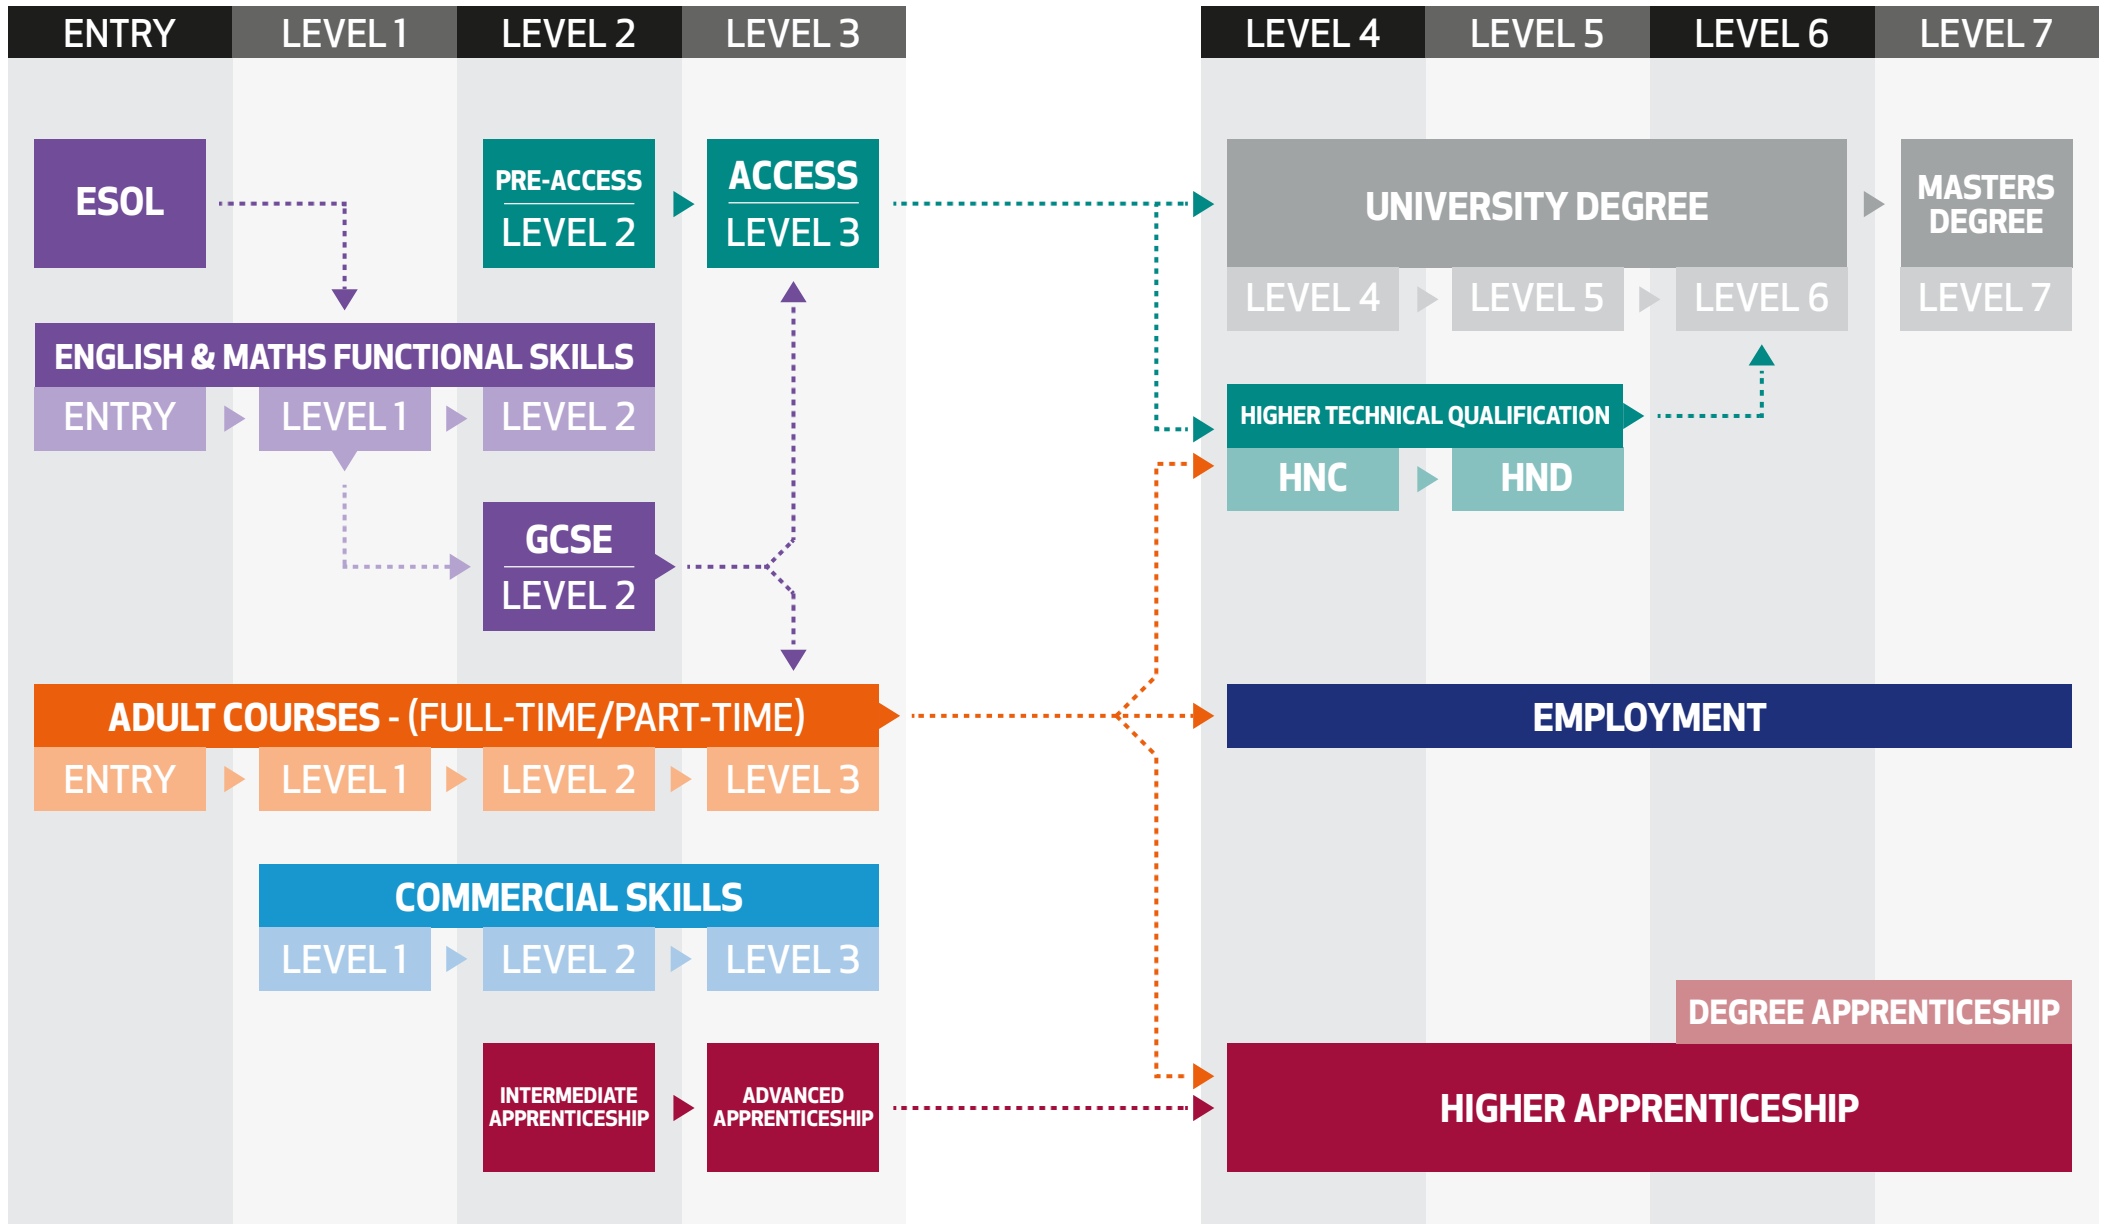 ENTRY
LEVEL 1
LEVEL 2
LEVEL 3
LEVEL 4
LEVEL 5
LEVEL 6
LEVEL 7
ESOL
PRE-ACCESS
LEVEL 2
ACCESS
LEVEL 3
UNIVERSITY DEGREE
LEVEL 4
LEVEL 5
LEVEL 6
MASTERS
DEGREE
LEVEL 7
ENGLISH & MATHS FUNCTIONAL SKILLS
ENTRY
LEVEL 1
LEVEL 2
HIGHER TECHNICAL QUALIFICATION
HNC
HND
GCSE
LEVEL 2
ADULT COURSES - (FULL-TIME/PART-TIME)
ENTRY
LEVEL 1
LEVEL 2
LEVEL 3
EMPLOYMENT
COMMERCIAL SKILLS
LEVEL 1
LEVEL 2
LEVEL 3
INTERMEDIATE
APPRENTICESHIP
ADVANCED
APPRENTICESHIP
DEGREE APPRENTICESHIP
HIGHER APPRENTICESHIP